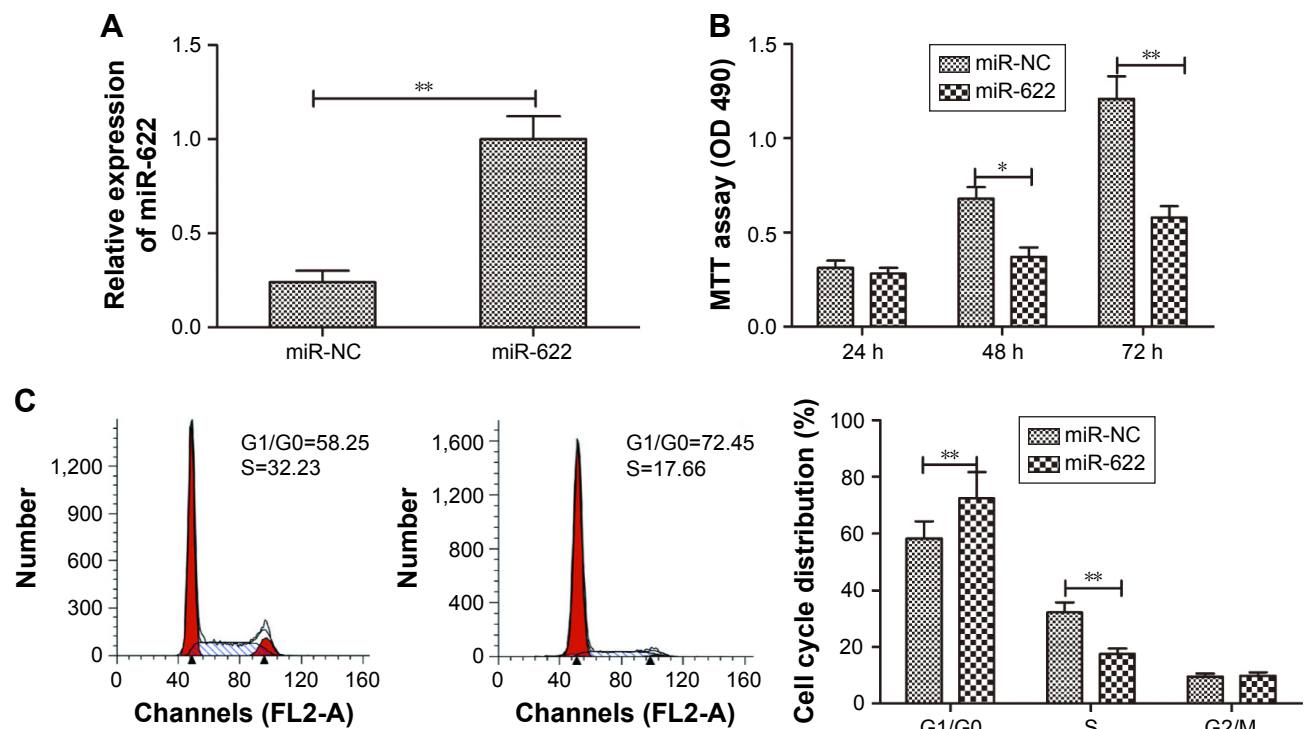 A
Relative expression
of miR-622
1.5
1.0
0.5
0.0
**
miR-NC
miR-622
B
MTT assay (OD 490)
1.5
1.0
0.5
0.0
miR-NC
miR-622
*
**
24 h
48 h
72 h
C
Number
1,200
900
600
300
0
G1/G0=58.25
S=32.23
0
40
80
120
160
Channels (FL2-A)
Number
1,600
1,200
800
400
0
G1/G0=72.45
S=17.66
0
40
80
120
160
Channels (FL2-A)
Cell cycle distribution (%)
100
80
60
40
20
0
miR-NC
miR-622
**
**
G1/G0
S
G2/M